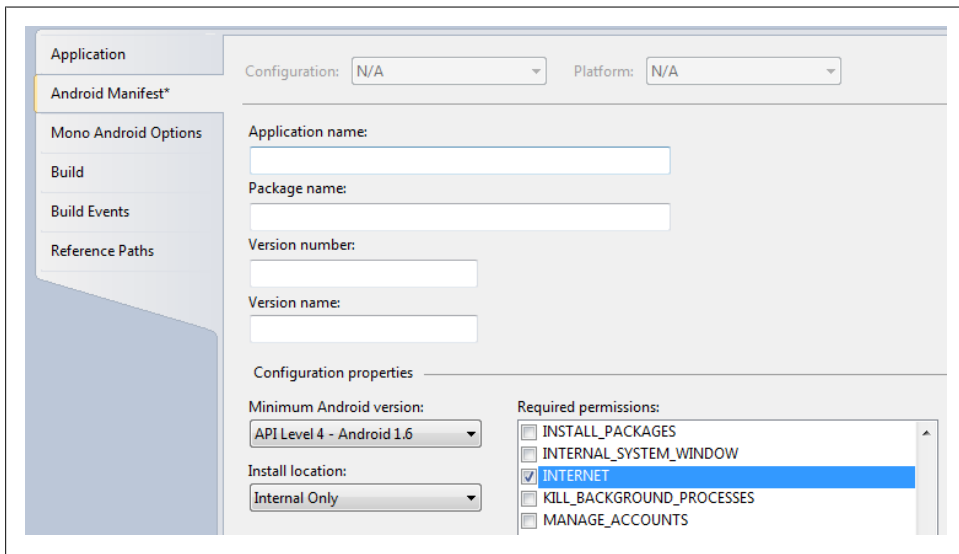 Application
Android Manifest*
Mono Android Options
Build
Build Events
Reference Paths
Configuration: N/A Platform: N/A
Application name:
Package name:
Version number:
Version name:
Configuration properties
Minimum Android version:
API Level 4 - Android 1.6
Install location:
Internal Only
Required permissions:
INSTALL_PACKAGES
INTERNAL_SYSTEM_WINDOW
INTERNET
KILL_BACKGROUND_PROCESSES
MANAGE_ACCOUNTS